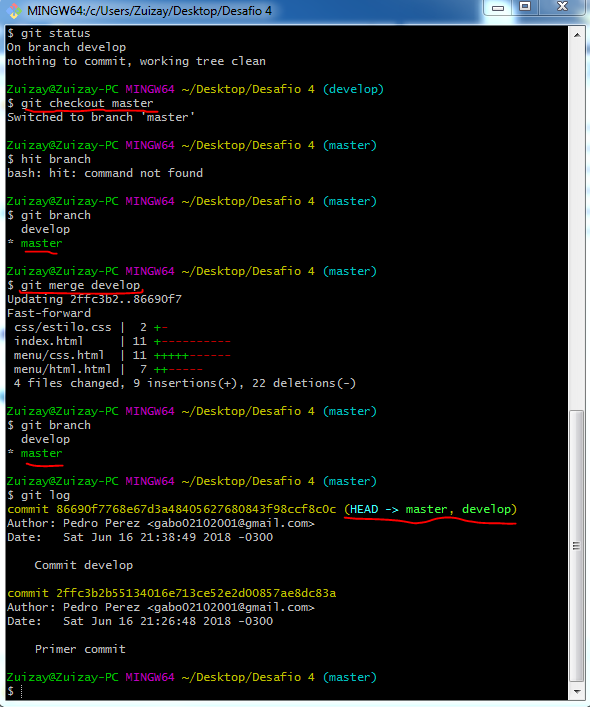 MINGW64:/c/Users/Zuizay/Desktop/Desafio 4
$ git status
On branch develop
nothing to commit, working tree clean
Zuizay@Zuizay-PC MINGW64 ~/Desktop/Desafio 4 (develop)
$ git checkout master
Switched to branch 'master'
Zuizay@Zuizay-PC MINGW64 ~/Desktop/Desafio 4 (master)
$ hit branch
bash: hit: command not found
Zuizay@Zuizay-PC MINGW64 ~/Desktop/Desafio 4 (master)
$ git branch
  develop
* master
Zuizay@Zuizay-PC MINGW64 ~/Desktop/Desafio 4 (master)
$ git merge develop
Updating 2ffc3b2..86690f7
Fast-forward
 css/estilo.css |  2 +-
 index.html     | 11 +----------
 menu/css.html  | 11 +++++------
 menu/html.html |  7 ++-----
 4 files changed, 9 insertions(+), 22 deletions(-)
Zuizay@Zuizay-PC MINGW64 ~/Desktop/Desafio 4 (master)
$ git branch
  develop
* master
Zuizay@Zuizay-PC MINGW64 ~/Desktop/Desafio 4 (master)
$ git log
commit 86690f7768e67d3a48405627680843f98ccf8c0c (HEAD -> master, develop)
Author: Pedro Perez <gabo02102001@gmail.com>
Date:   Sat Jun 16 21:38:49 2018 -0300
    Commit develop
commit 2ffc3b2b55134016e713ce52e2d00857ae8dc83a
Author: Pedro Perez <gabo02102001@gmail.com>
Date:   Sat Jun 16 21:26:48 2018 -0300
    Primer commit
Zuizay@Zuizay-PC MINGW64 ~/Desktop/Desafio 4 (master)
$